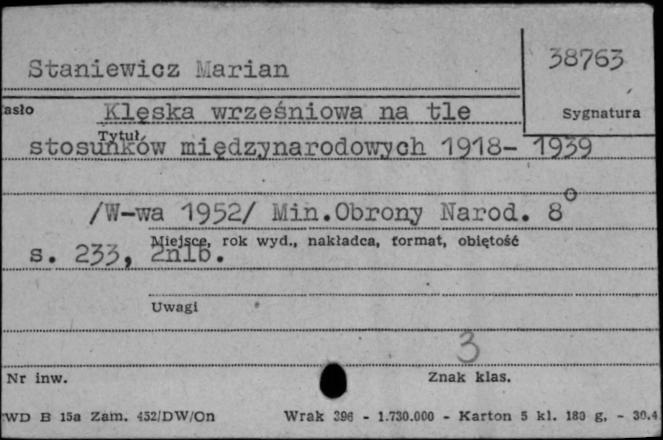 38763
Staniewicz Marian
asło Klęska wrześniowa na tle Sygnatura
Tytuł
stosunków międzynarodowych 1918- 1939
/W-wa 1952/ Min.Obrony Narod. 8o
Miejsce, rok wyd., nakładca, format, objętość
s. 233, 2nlb.
Uwagi
3
Nr inw. Znak klas.
WD B 15a Zam. 452/DW/On Wrak 396 - 1.730.000 - Karton 5 kl. 180 g. - 30.4